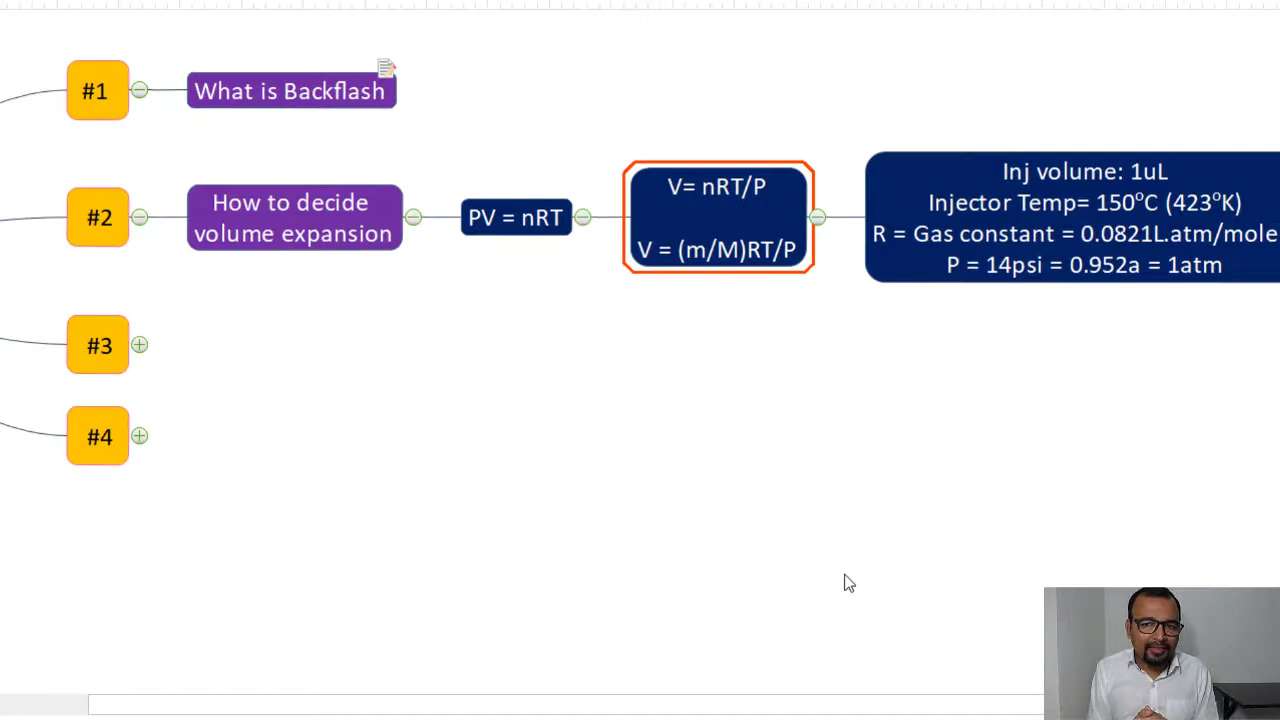 #1
What is Backflash
#2
How to decide
volume expansion
PV = nRT
V= nRT/P
V = (m/M)RT/P
Inj volume: 1uL
Injector Temp= 150°C (423°K)
R = Gas constant = 0.0821L.atm/mole
P = 14psi = 0.952a = 1atm
#3
#4